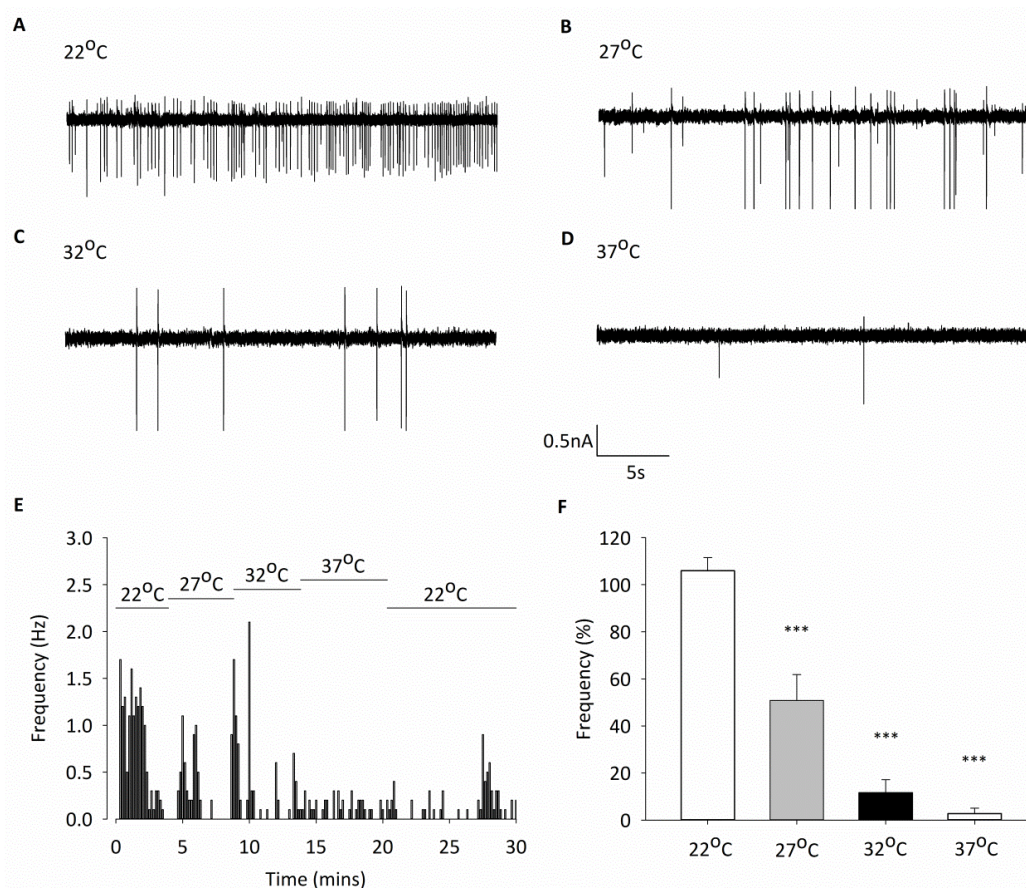 A
22°C
B
27°C
C
32°C
D
37°C
0.5nA
5s
E
3.0
2.5
2.0
1.5
1.0
0.5
0.0
Frequency (Hz)
22°C
27°C
32°C
37°C
22°C
0
5
10
15
20
25
30
Time (mins)
F
120
100
80
60
40
20
0
Frequency (%)
***
***
***
22°C
27°C
32°C
37°C